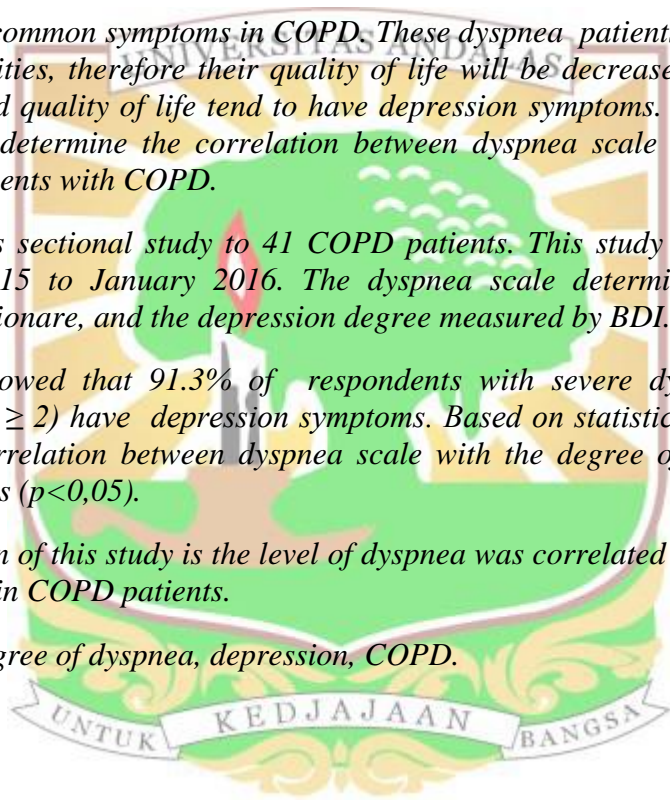 common symptoms in COPD. These dyspnea patient
UNIVERSITAS ANDALAS
ities, therefore their quality of life will be decrease
d quality of life tend to have depression symptoms.
determine the correlation between dyspnea scale
ents with COPD.
s sectional study to 41 COPD patients. This study
15 to January 2016. The dyspnea scale determi
ionare, and the depression degree measured by BDI.
owed that 91.3% of respondents with severe dy
≥ 2) have depression symptoms. Based on statistic
rrelation between dyspnea scale with the degree o
s (p<0,05).
n of this study is the level of dyspnea was correlated
in COPD patients.
gree of dyspnea, depression, COPD.
UNTUK KEDJAJAAN BANGSA